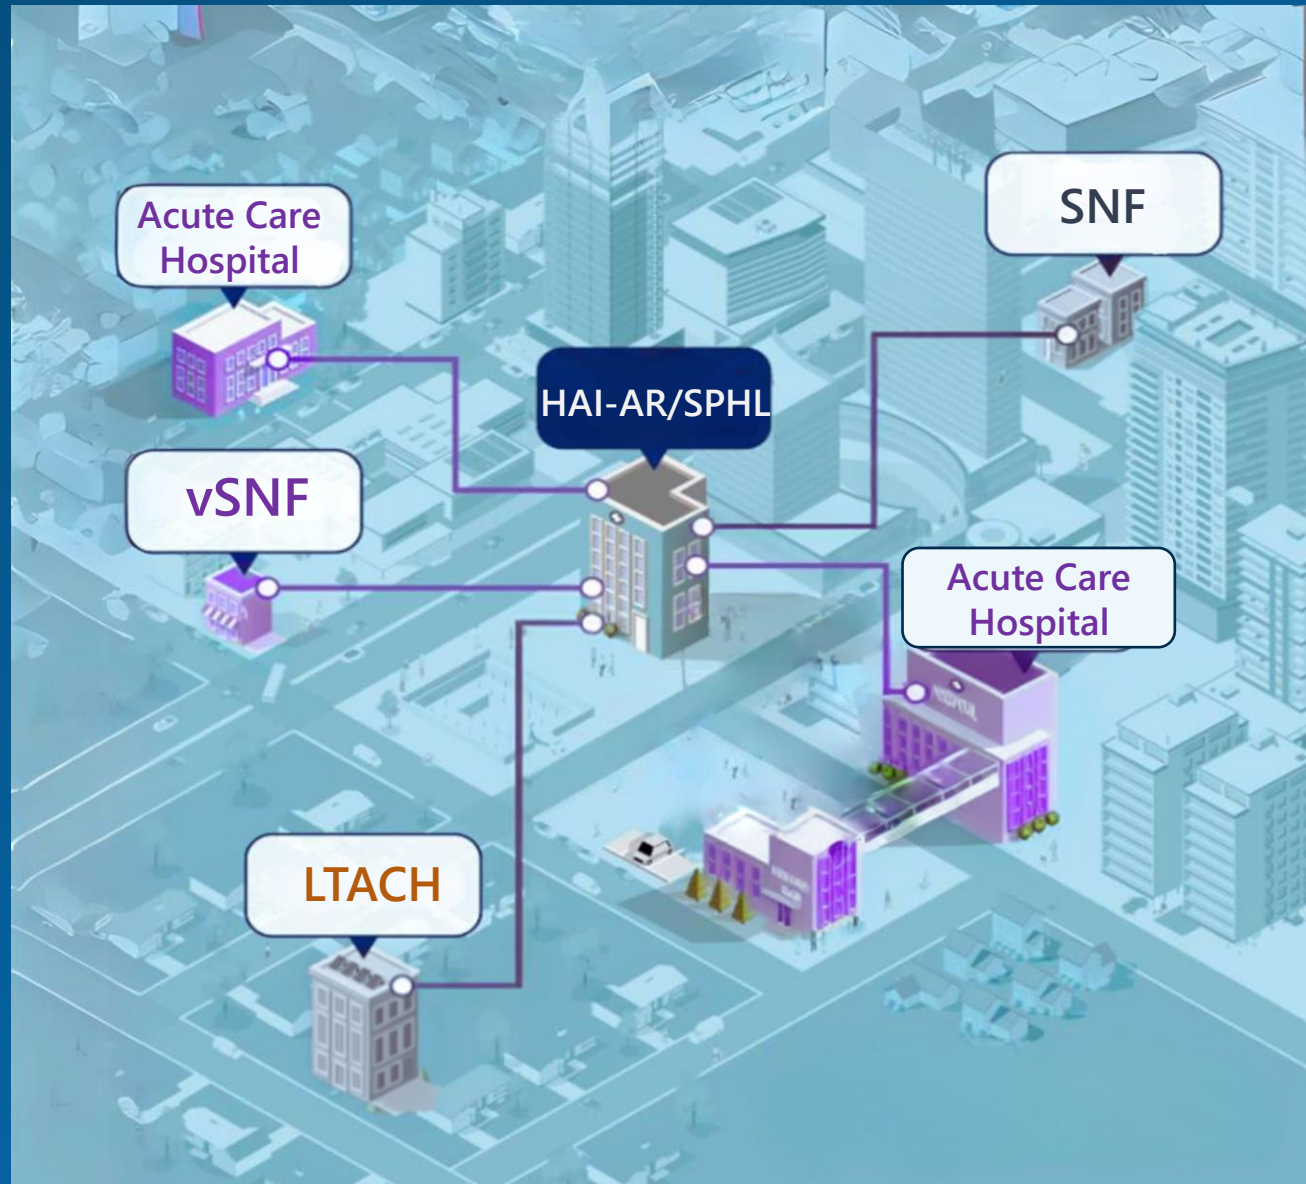 Acute Care
Hospital
SNF
HAI-AR/SPHL
vSNF
Acute Care
Hospital
LTACH